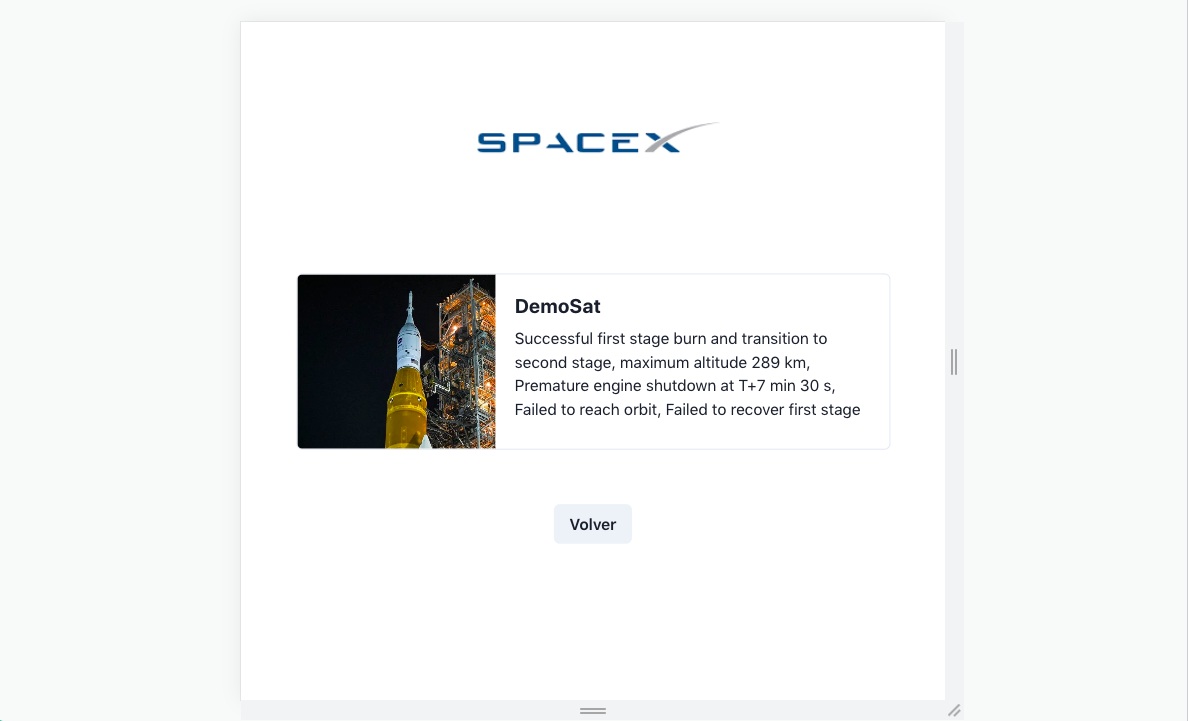 SPACEX
DemoSat
Successful first stage burn and transition to
second stage, maximum altitude 289 km,
Premature engine shutdown at T+7 min 30 s,
Failed to reach orbit, Failed to recover first stage
Volver